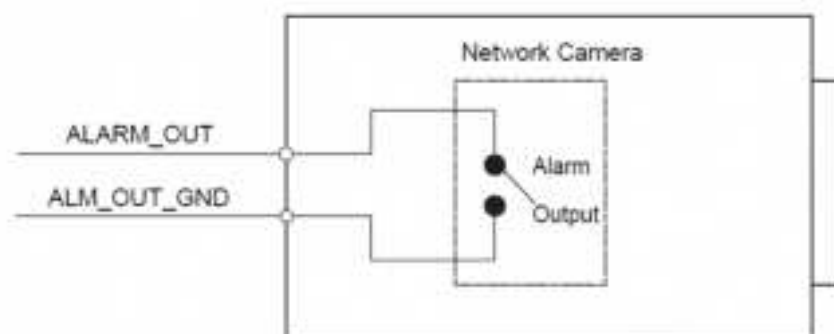 Network Camera
ALARM_OUT
Alarm
ALM_OUT_GND
Output